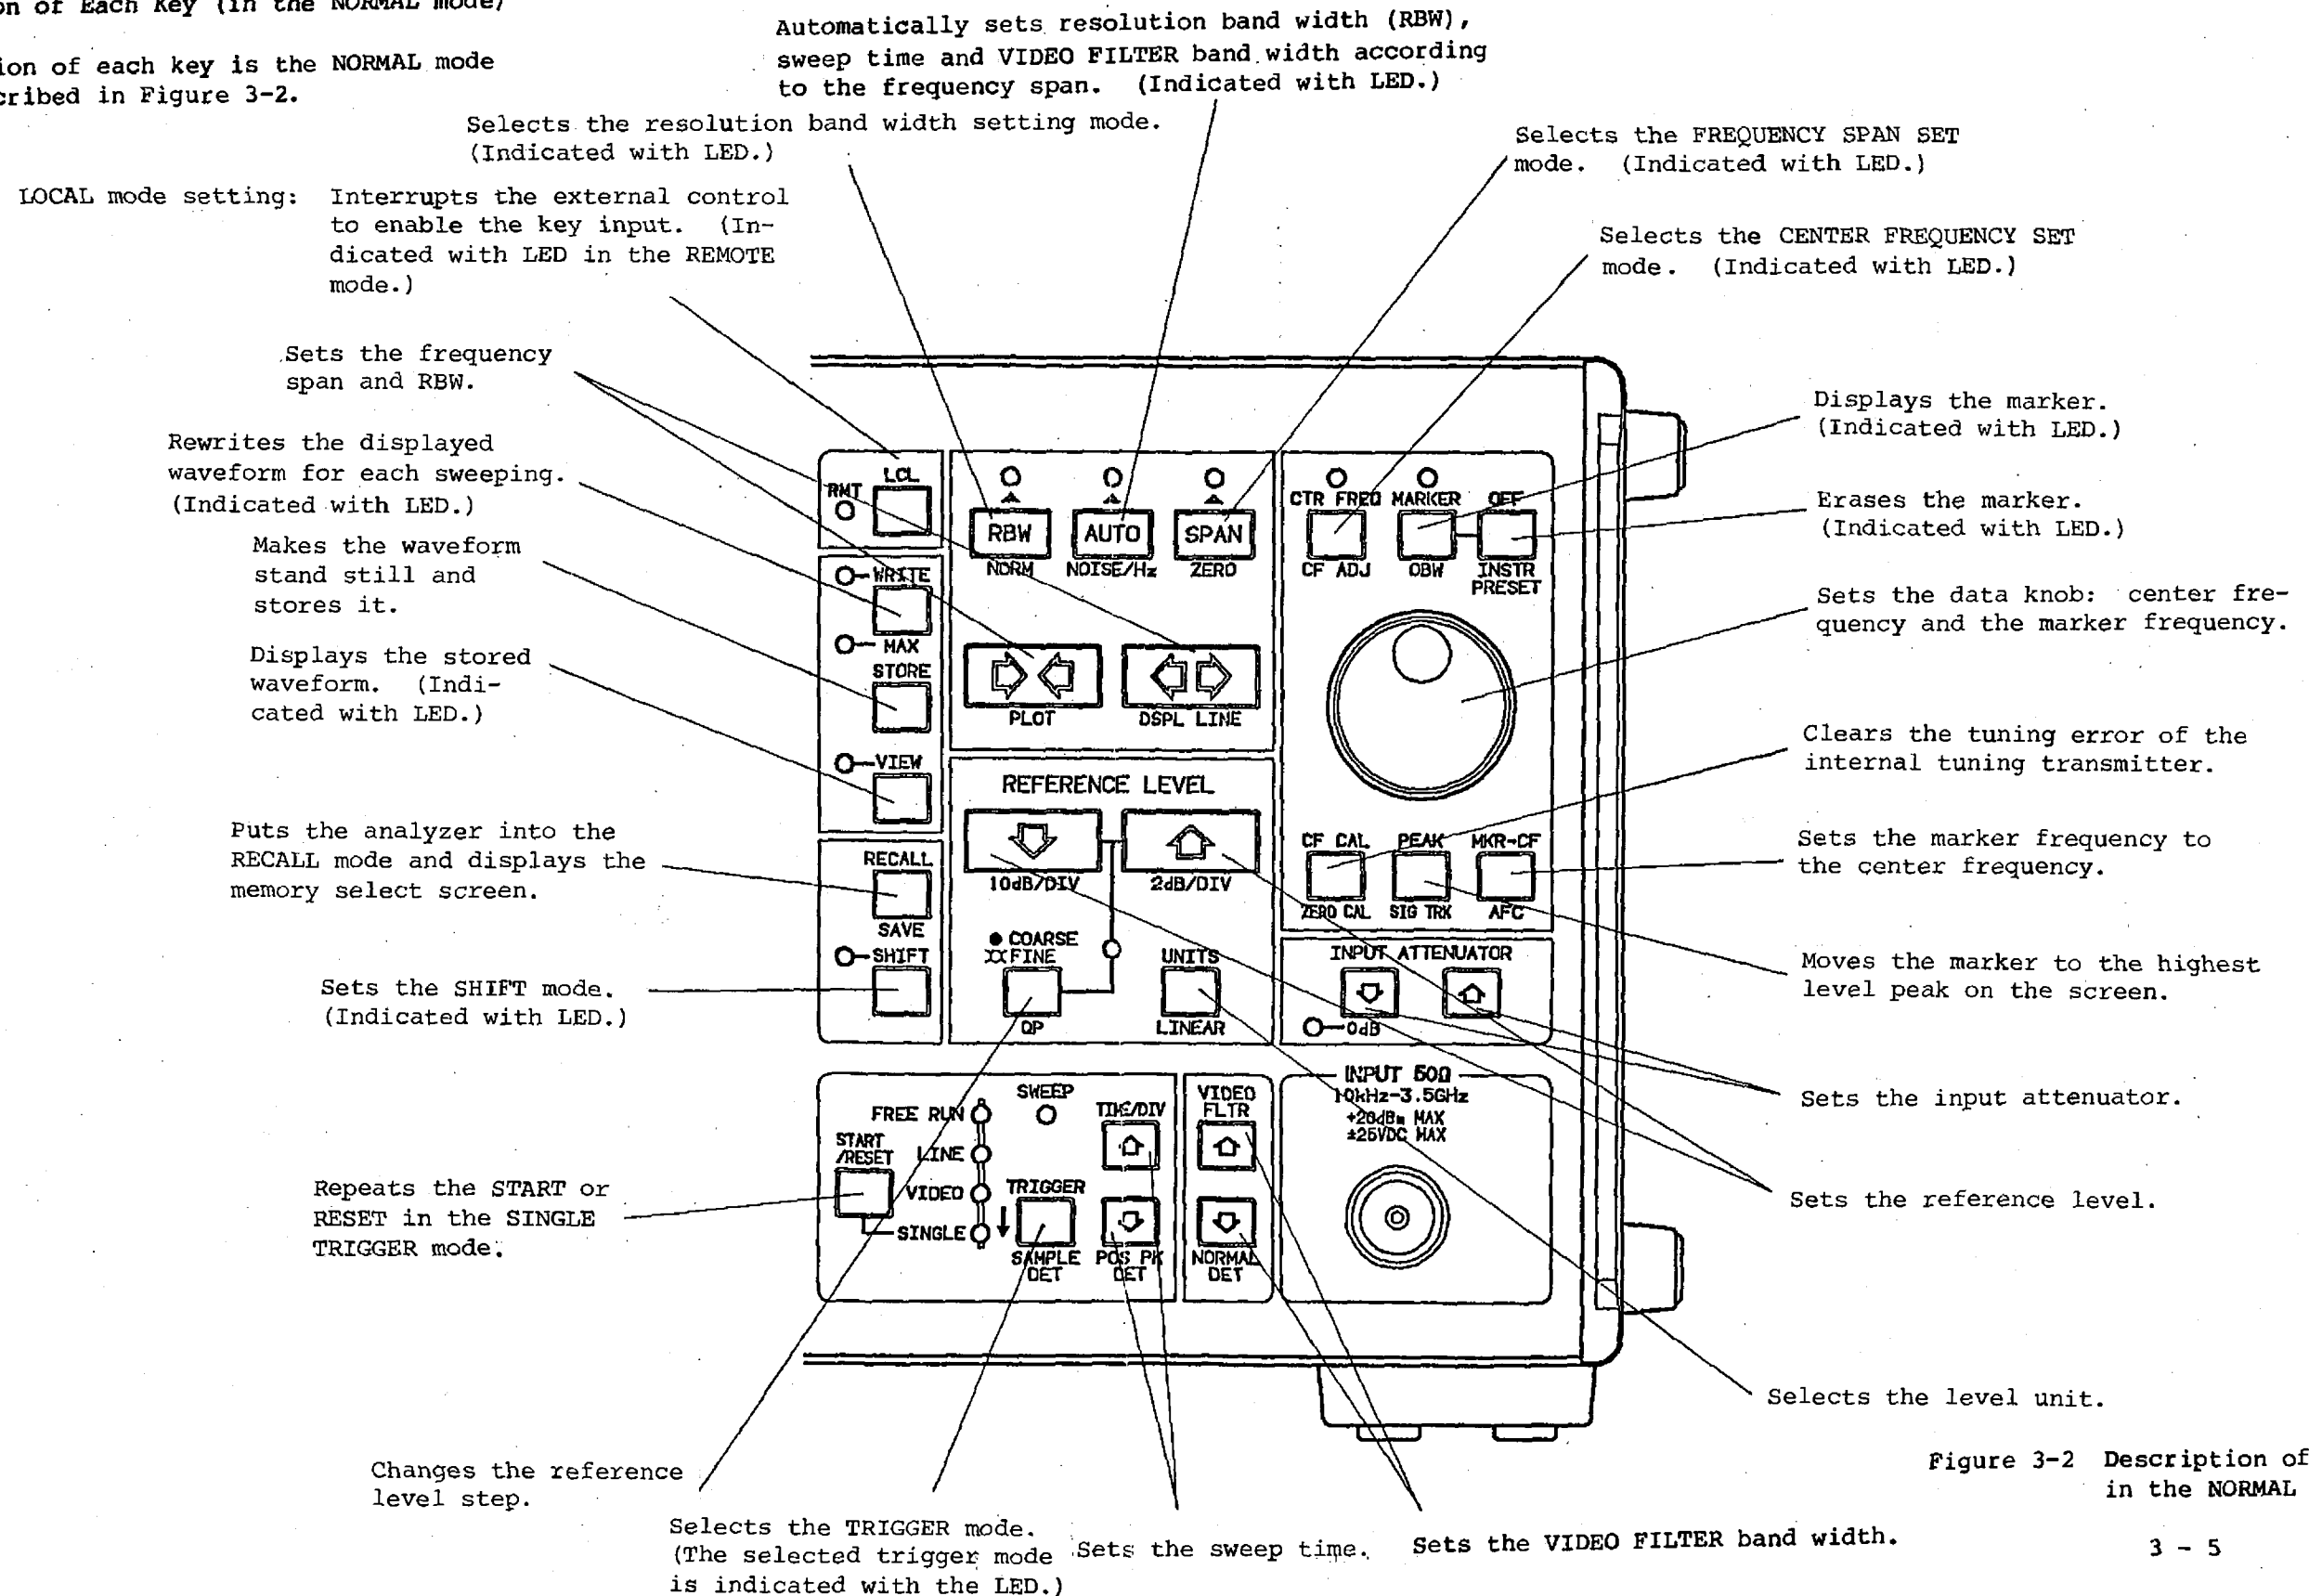 on of Each Key (in the NORMAL mode)
ion of each key is the NORMAL mode
cribed in Figure 3-2.
Automatically sets resolution band width (RBW),
sweep time and VIDEO FILTER band width according
to the frequency span. (Indicated with LED.)
Selects the resolution band width setting mode.
(Indicated with LED.)
Selects the FREQUENCY SPAN SET
mode. (Indicated with LED.)
LOCAL mode setting: Interrupts the external control
to enable the key input. (In-
dicated with LED in the REMOTE
mode.)
Selects the CENTER FREQUENCY SET
mode. (Indicated with LED.)
Sets the frequency
span and RBW.
Rewrites the displayed
waveform for each sweeping.
(Indicated with LED.)
Makes the waveform
stand still and
stores it.
Displays the stored
waveform. (Indi-
cated with LED.)
Puts the analyzer into the
RECALL mode and displays the
memory select screen.
Sets the SHIFT mode.
(Indicated with LED.)
Repeats the START or
RESET in the SINGLE
TRIGGER mode.
LCL
RMT
WRITE
MAX
STORE
VIEW
RECALL
SAVE
SHIFT
RBW AUTO SPAN
NORM NOISE/Hz ZERO
PLOT DSPL LINE
REFERENCE LEVEL
10dB/DIV 2dB/DIV
COARSE
FINE
UNITS
QP LINEAR
CTR FREQ MARKER OFF
CF ADJ OBW INSTR
PRESET
CF CAL PEAK MKR→CF
ZERO CAL SIG TRK AFC
INPUT ATTENUATOR
0dB
FREE RUN
SWEEP
TIME/DIV
START
/RESET
LINE
VIDEO
TRIGGER
SINGLE
SAMPLE
DET
POS PK
DET
VIDEO
FLTR
NORMAL
DET
INPUT 50Ω
10kHz-3.5GHz
+20dBm MAX
±25VDC MAX
Displays the marker.
(Indicated with LED.)
Erases the marker.
(Indicated with LED.)
Sets the data knob: center fre-
quency and the marker frequency.
Clears the tuning error of the
internal tuning transmitter.
Sets the marker frequency to
the center frequency.
Moves the marker to the highest
level peak on the screen.
Sets the input attenuator.
Sets the reference level.
Selects the level unit.
Changes the reference
level step.
Selects the TRIGGER mode.
(The selected trigger mode
is indicated with the LED.)
Sets the sweep time.
Sets the VIDEO FILTER band width.
Figure 3-2 Description of
in the NORMAL
3 - 5